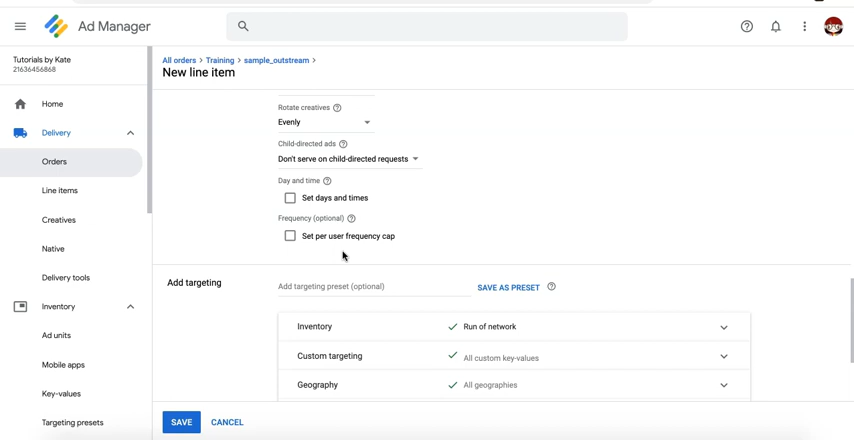 Ad Manager
Tutorials by Kate
21636456868
Home
Delivery
Orders
Line items
Creatives
Native
Delivery tools
Inventory
Ad units
Mobile apps
Key-values
Targeting presets
All orders > Training > sample_outstream >
New line item
Rotate creatives
Evenly
Child-directed ads
Don't serve on child-directed requests
Day and time
Set days and times
Frequency (optional)
Set per user frequency cap
Add targeting
Add targeting preset (optional) SAVE AS PRESET
Inventory Run of network
Custom targeting All custom key-values
Geography All geographies
SAVE CANCEL